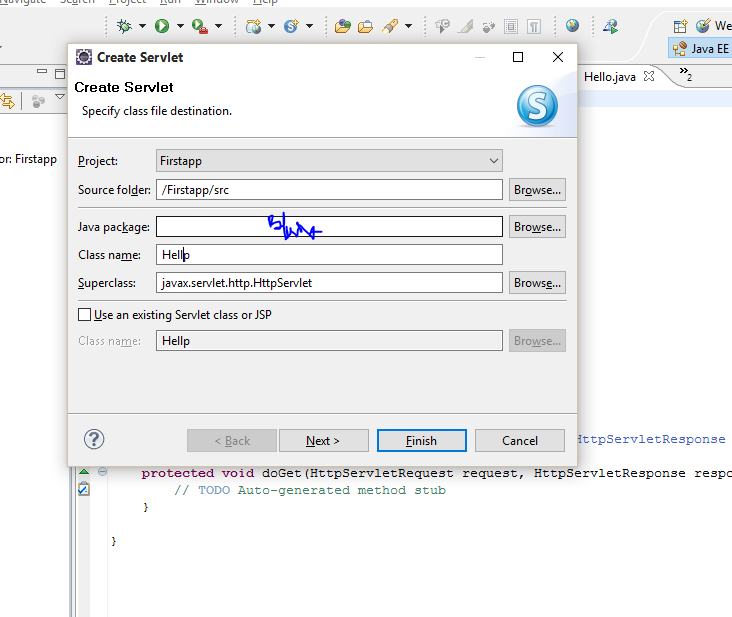 Navigate Search Project Run Window Help
We
Java EE
Create Servlet
Hello.java
2
Create Servlet
Specify class file destination.
or: Firstapp
Project: Firstapp
Source folder: /Firstapp/src Browse...
Java package: Browse...
Class name: Hellp
Superclass: javax.servlet.http.HttpServlet Browse...
Use an existing Servlet class or JSP
Class name: Hellp Browse...
? < Back Next > Finish Cancel
HttpServletResponse
protected void doGet(HttpServletRequest request, HttpServletResponse respo
// TODO Auto-generated method stub
}
}